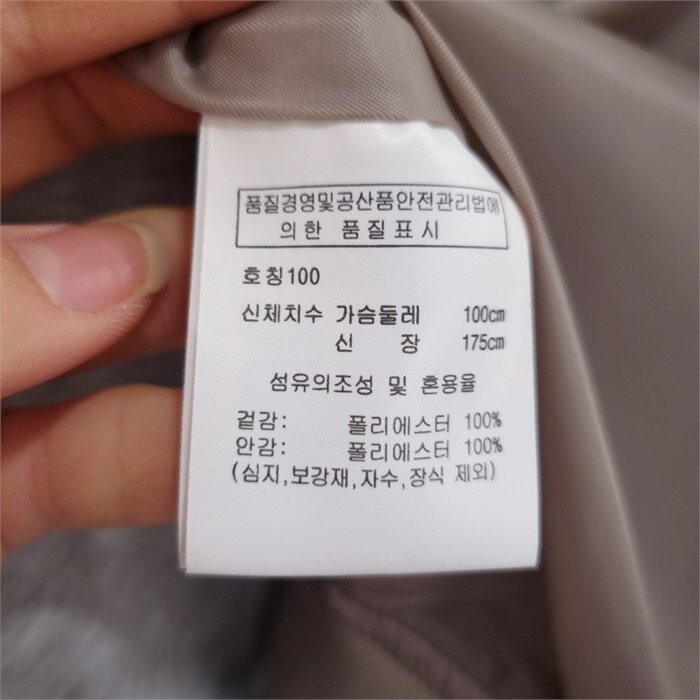 품질경영및공산품안전관리법에
의한 품질표시
호칭100
신체치수 가슴둘레 100cm
신 장 175cm
섬유의조성 및 혼용율
겉감: 폴리에스터 100%
안감: 폴리에스터 100%
(심지,보강재,자수,장식 제외)